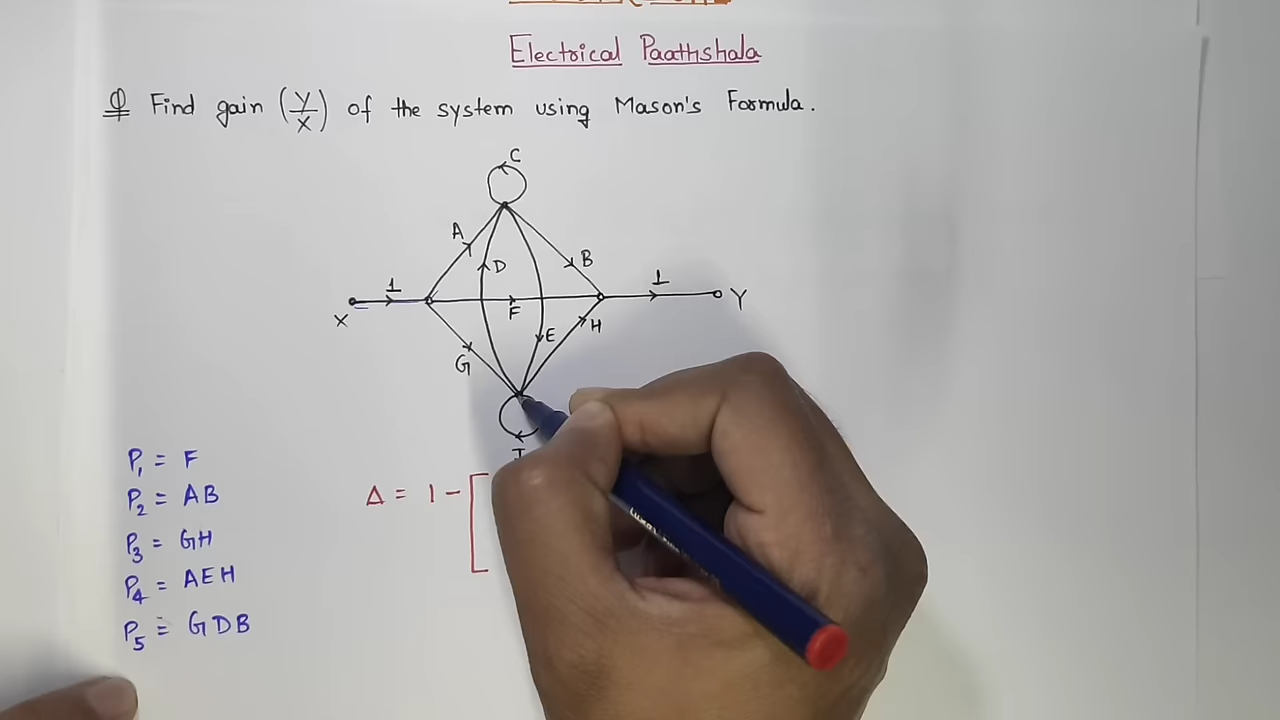 Electrical Paathshala
Q Find gain (Y/X) of the system using Mason's Formula.
C
A
B
D
1
1
X
F
Y
E
H
G
P₁ = F
P₂ = AB
P₃ = GH
P₄ = AEH
P₅ = GDB
Δ = 1 - [